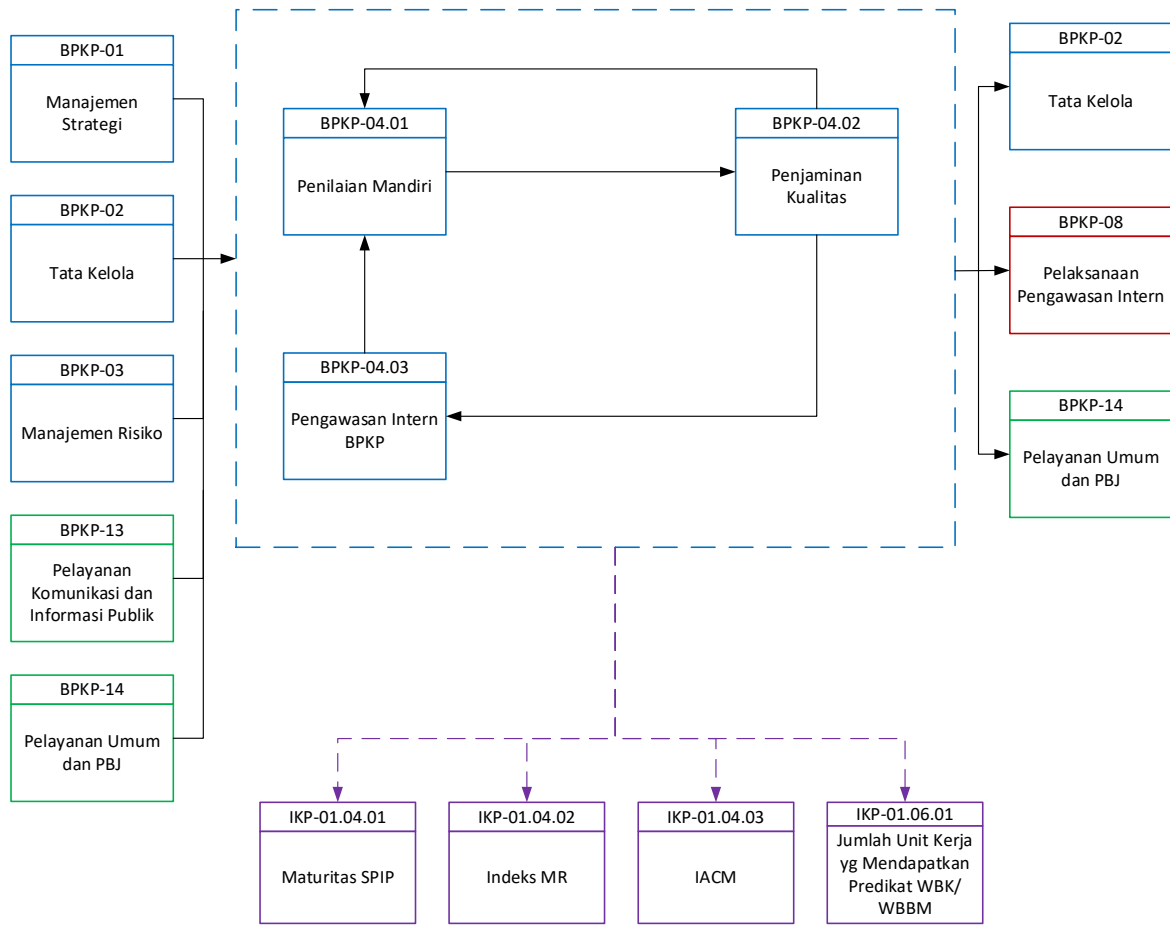 BPKP-01
Manajemen
Strategi
BPKP-02
Tata Kelola
BPKP-03
Manajemen Risiko
BPKP-13
Pelayanan
Komunikasi dan
Informasi Publik
BPKP-14
Pelayanan Umum
dan PBJ
BPKP-04.01
Penilaian Mandiri
BPKP-04.02
Penjaminan
Kualitas
BPKP-04.03
Pengawasan Intern
BPKP
BPKP-02
Tata Kelola
BPKP-08
Pelaksanaan
Pengawasan Intern
BPKP-14
Pelayanan Umum
dan PBJ
IKP-01.04.01
Maturitas SPIP
IKP-01.04.02
Indeks MR
IKP-01.04.03
IACM
IKP-01.06.01
Jumlah Unit Kerja
yg Mendapatkan
Predikat WBK/
WBBM